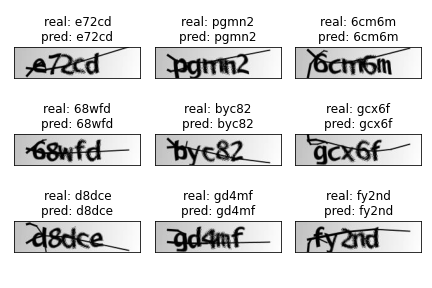 real: e72cd real: pgmn2 real: 6cm6m
pred: e72cd pred: pgmn2 pred: 6cm6m
e72cd pgmn2 6cm6m
real: 68wfd real: byc82 real: gcx6f
pred: 68wfd pred: byc82 pred: gcx6f
68wfd byc82 gcx6f
real: d8dce real: gd4mf real: fy2nd
pred: d8dce pred: gd4mf pred: fy2nd
d8dce gd4mf fy2nd